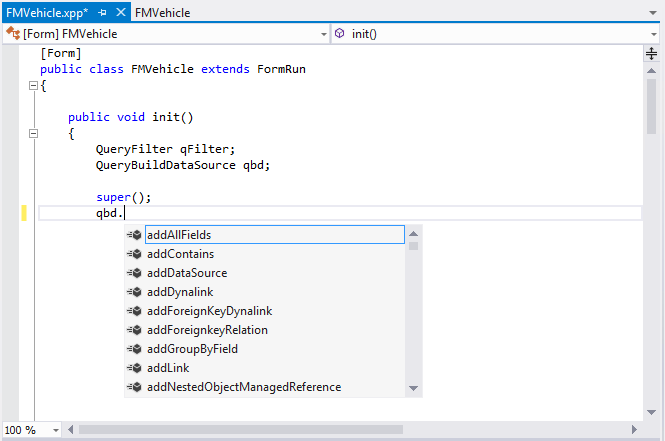 FMVehicle.xpp* FMVehicle
[Form] FMVehicle init()
[Form]
public class FMVehicle extends FormRun
{
public void init()
{
QueryFilter qFilter;
QueryBuildDataSource qbd;
super();
qbd.
addAllFields
addContains
addDataSource
addDynalink
addForeignKeyDynalink
addForeignkeyRelation
addGroupByField
addLink
addNestedObjectManagedReference
100 %